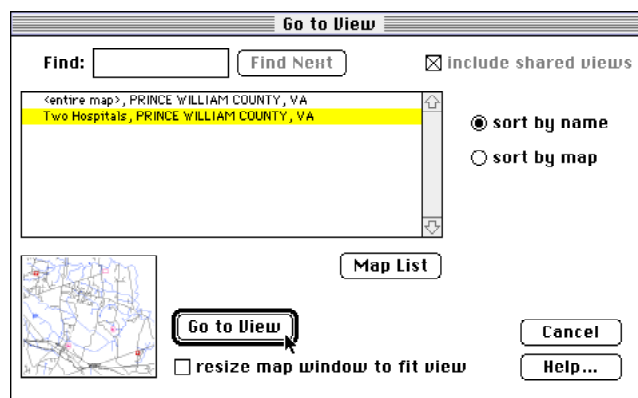 Go to View
Find: Find Next include shared views
<entire map>, PRINCE WILLIAM COUNTY, VA
Two Hospitals, PRINCE WILLIAM COUNTY, VA
sort by name
sort by map
Map List
Go to View
Cancel
resize map window to fit view
Help...